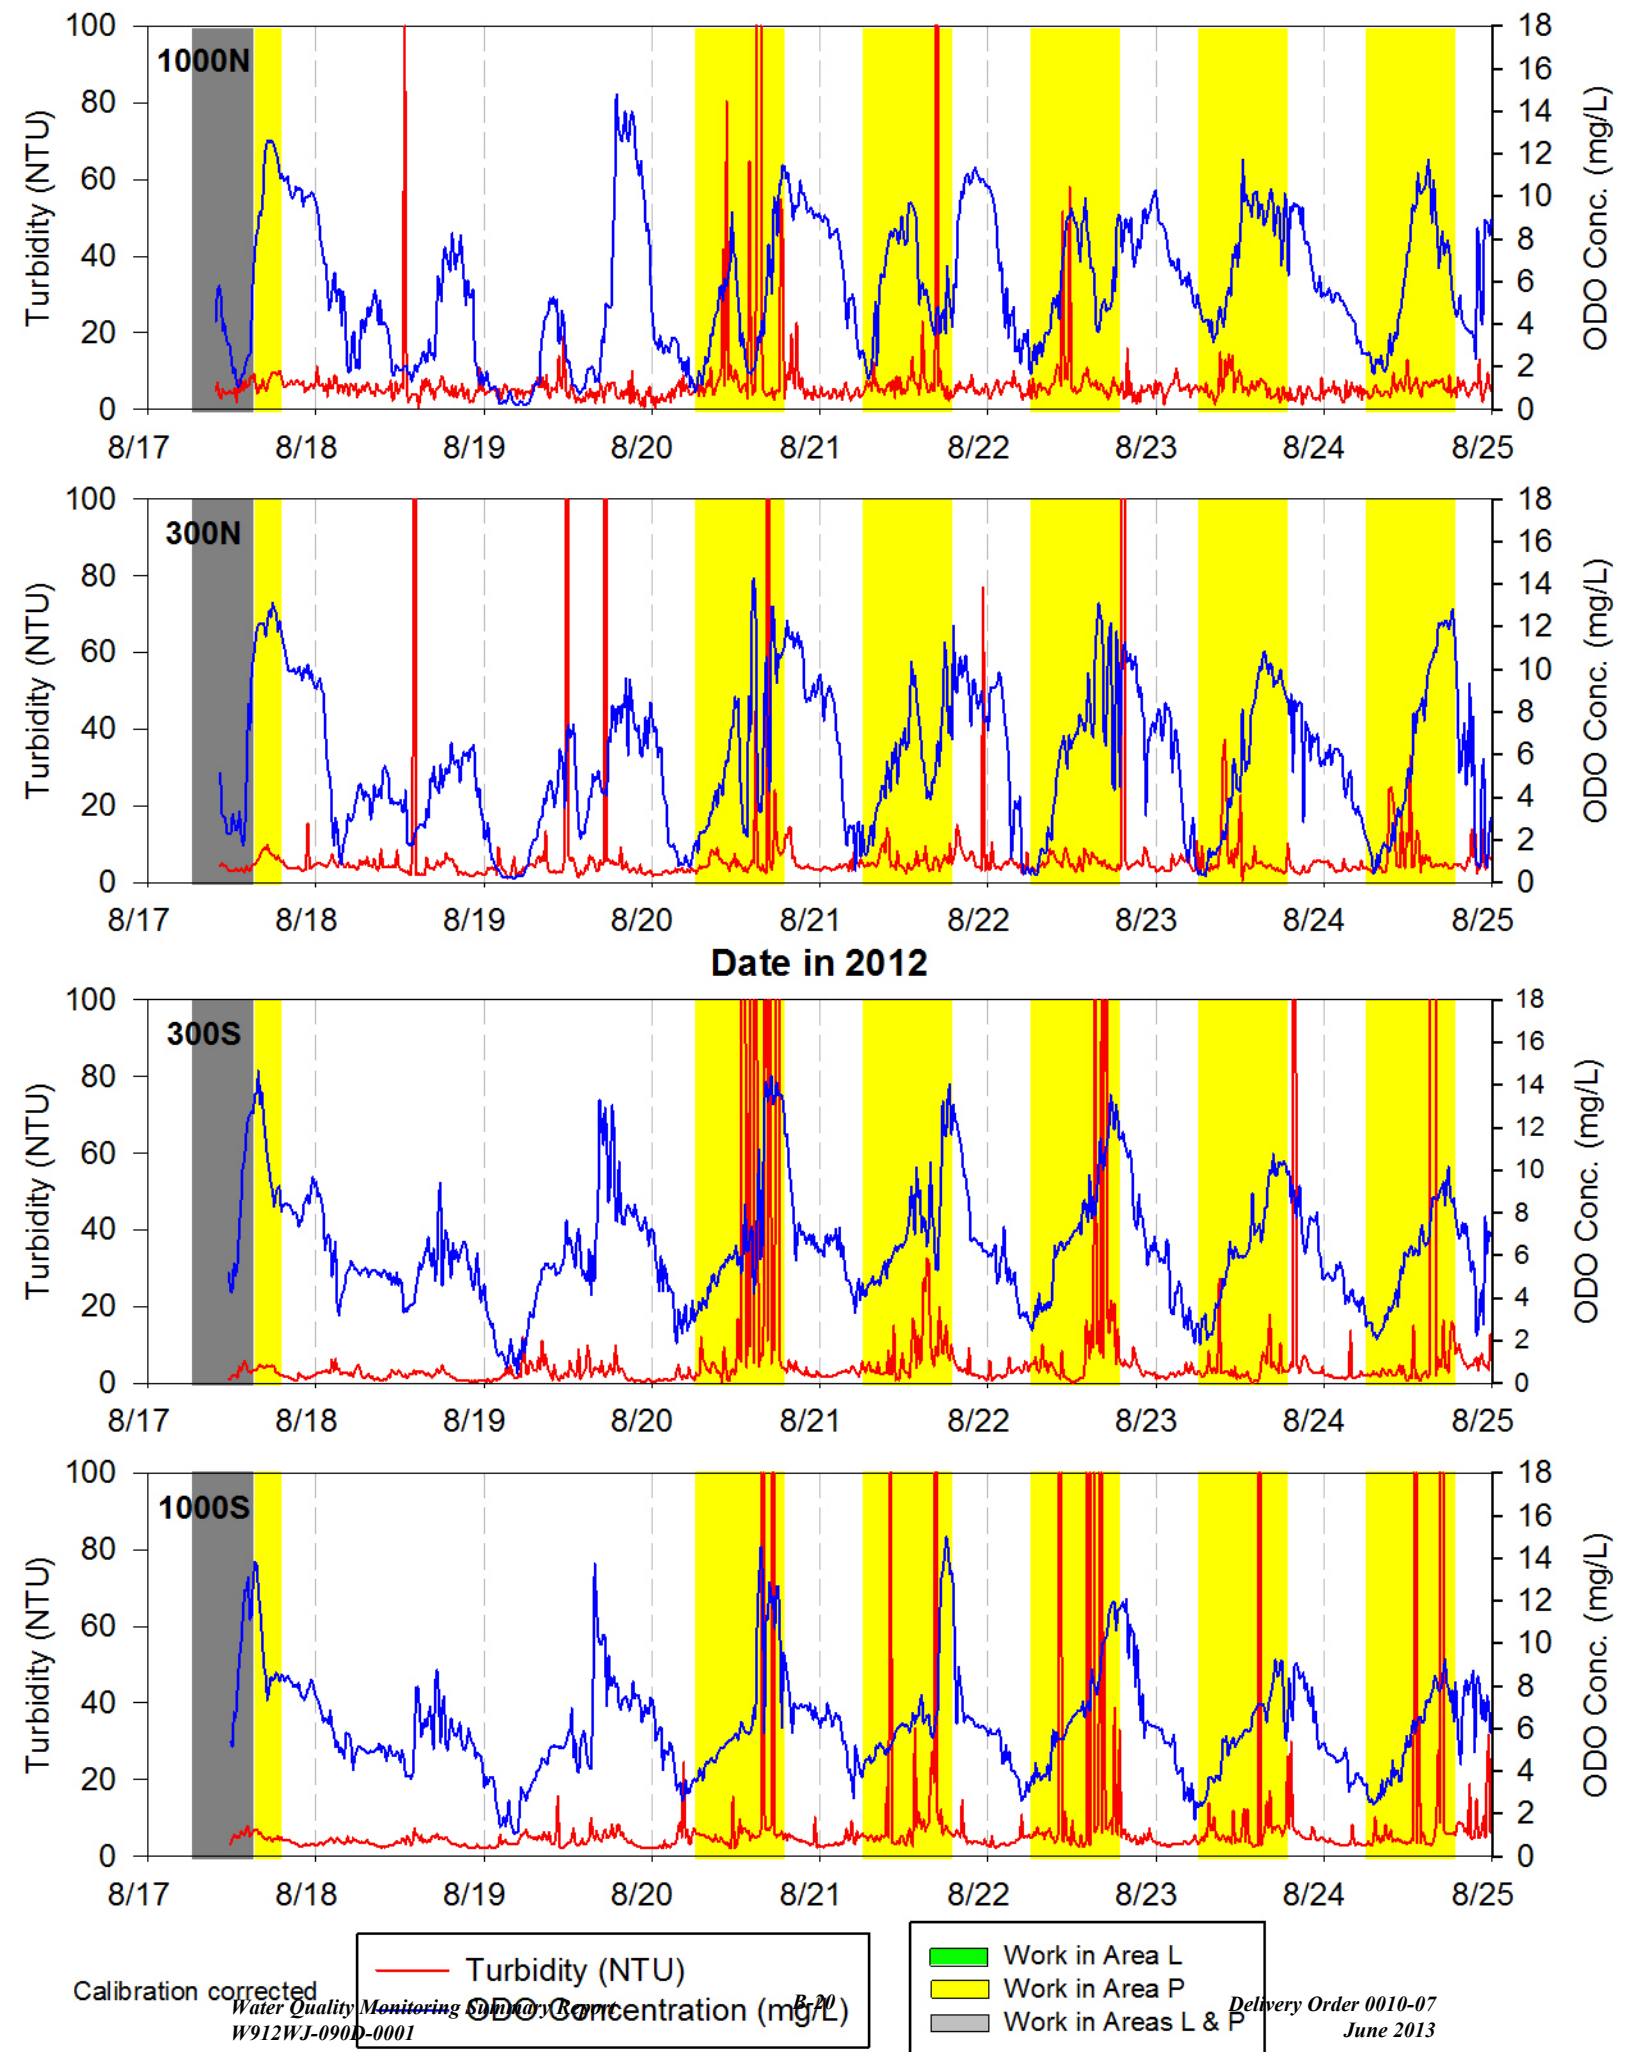 1000N
Turbidity (NTU)
ODO Conc. (mg/L)
100
80
60
40
20
0
18
16
14
12
10
8
6
4
2
0
8/17 8/18 8/19 8/20 8/21 8/22 8/23 8/24 8/25
300N
Turbidity (NTU)
ODO Conc. (mg/L)
100
80
60
40
20
0
18
16
14
12
10
8
6
4
2
0
8/17 8/18 8/19 8/20 8/21 8/22 8/23 8/24 8/25
Date in 2012
300S
Turbidity (NTU)
ODO Conc. (mg/L)
100
80
60
40
20
0
18
16
14
12
10
8
6
4
2
0
8/17 8/18 8/19 8/20 8/21 8/22 8/23 8/24 8/25
1000S
Turbidity (NTU)
ODO Conc. (mg/L)
100
80
60
40
20
0
18
16
14
12
10
8
6
4
2
0
8/17 8/18 8/19 8/20 8/21 8/22 8/23 8/24 8/25
Calibration corrected
Turbidity (NTU)
ODO Concentration (mg/L)
Work in Area L
Work in Area P
Work in Areas L & P
Water Quality Monitoring Summary Report B-20 Delivery Order 0010-07
W912WJ-090D-0001 June 2013